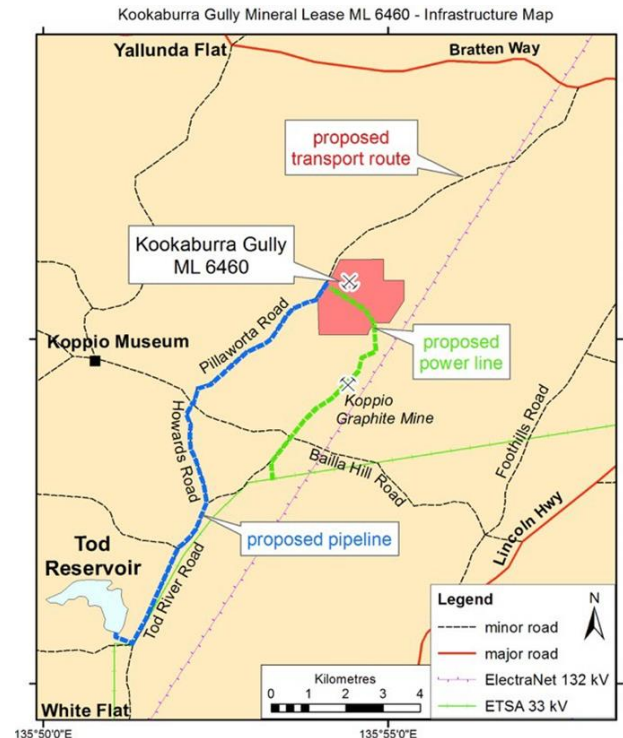 Kookaburra Gully Mineral Lease ML 6460 - Infrastructure Map
Yallunda Flat
Bratten Way
proposed
transport route
Kookaburra Gully
ML 6460
Pillaworta Road
Koppio Museum
proposed
power line
Koppio
Graphite Mine
Howards Road
Bailla Hill Road
Foothills Road
proposed pipeline
Lincoln Hwy
Tod
Reservoir
Tod River Road
White Flat
Kilometres
0 1 2 3 4
Legend
N
minor road
major road
ElectraNet 132 kV
ETSA 33 kV
135°50'0"E
135°55'0"E